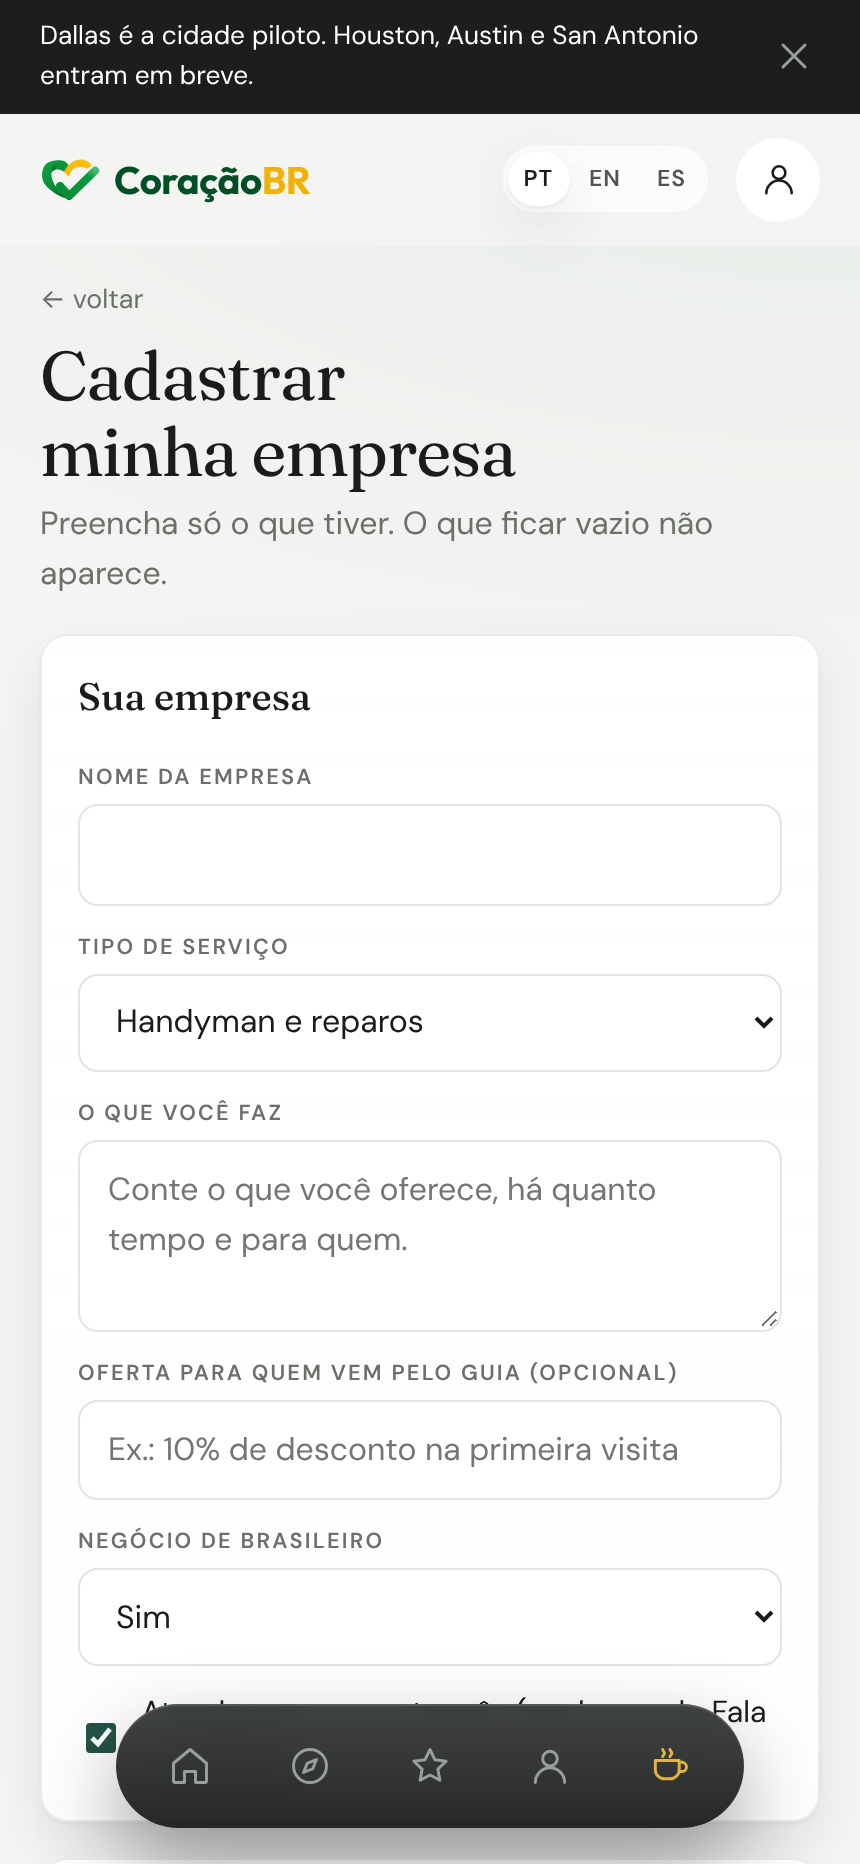 Dallas é a cidade piloto. Houston, Austin e San Antonio
entram em breve.
CoraçãoBR
PT EN ES
← voltar
Cadastrar
minha empresa
Preencha só o que tiver. O que ficar vazio não
aparece.
Sua empresa
NOME DA EMPRESA
TIPO DE SERVIÇO
Handyman e reparos
O QUE VOCÊ FAZ
Conte o que você oferece, há quanto
tempo e para quem.
OFERTA PARA QUEM VEM PELO GUIA (OPCIONAL)
Ex.: 10% de desconto na primeira visita
NEGÓCIO DE BRASILEIRO
Sim
Fala